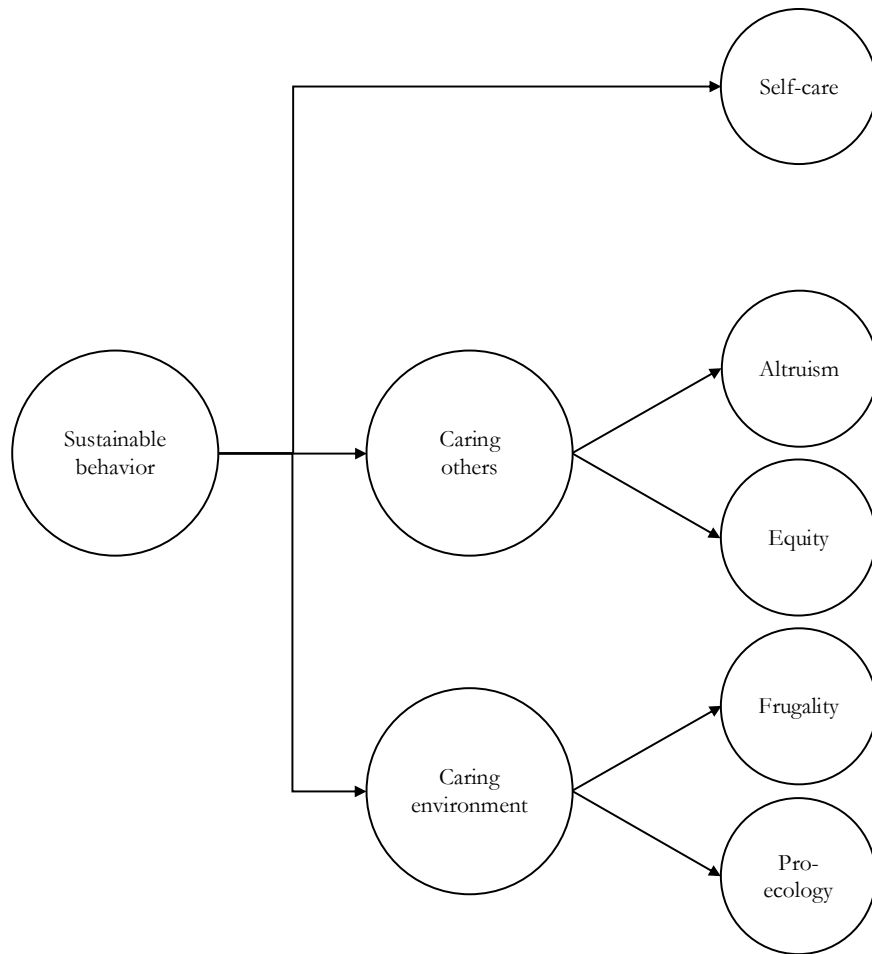 Self-care
Altruism
Sustainable
behavior
Caring
others
Equity
Frugality
Caring
environment
Pro-
ecology